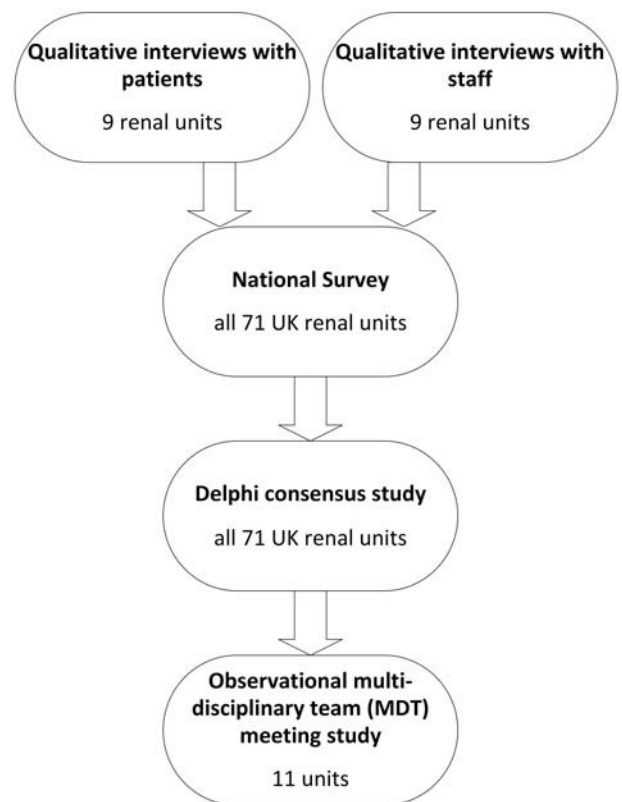 Qualitative interviews with
patients
9 renal units
Qualitative interviews with
staff
9 renal units
National Survey
all 71 UK renal units
Delphi consensus study
all 71 UK renal units
Observational multi-
disciplinary team (MDT)
meeting study
11 units